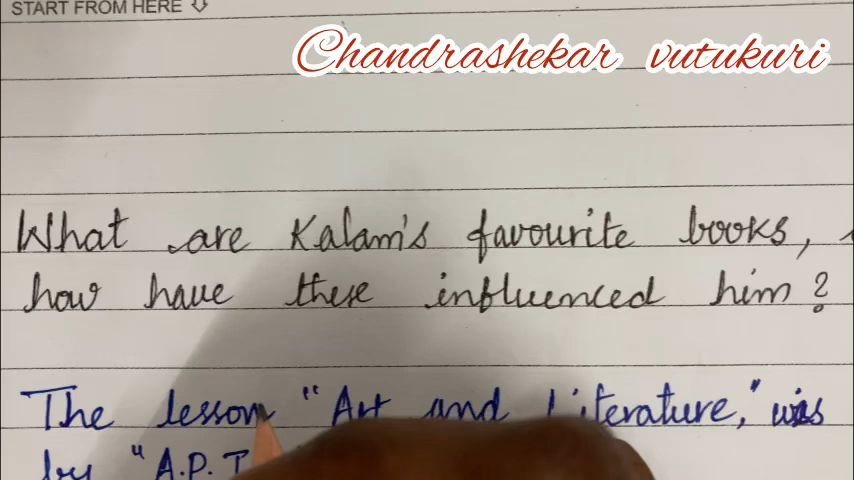 START FROM HERE
Chandrashekar vutukuri
What are Kalam's favourite books,
how have these influenced him?
The lesson "Art and Literature," was
by "A.P.